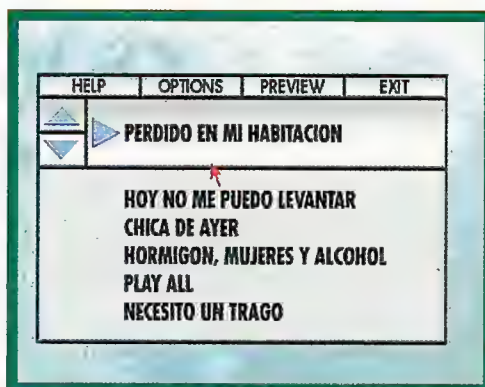 HELP OPTIONS PREVIEW EXIT
PERDIDO EN MI HABITACION
HOY NO ME PUEDO LEVANTAR
CHICA DE AYER
HORMIGON, MUJERES Y ALCOHOL
PLAY ALL
NECESITO UN TRAGO